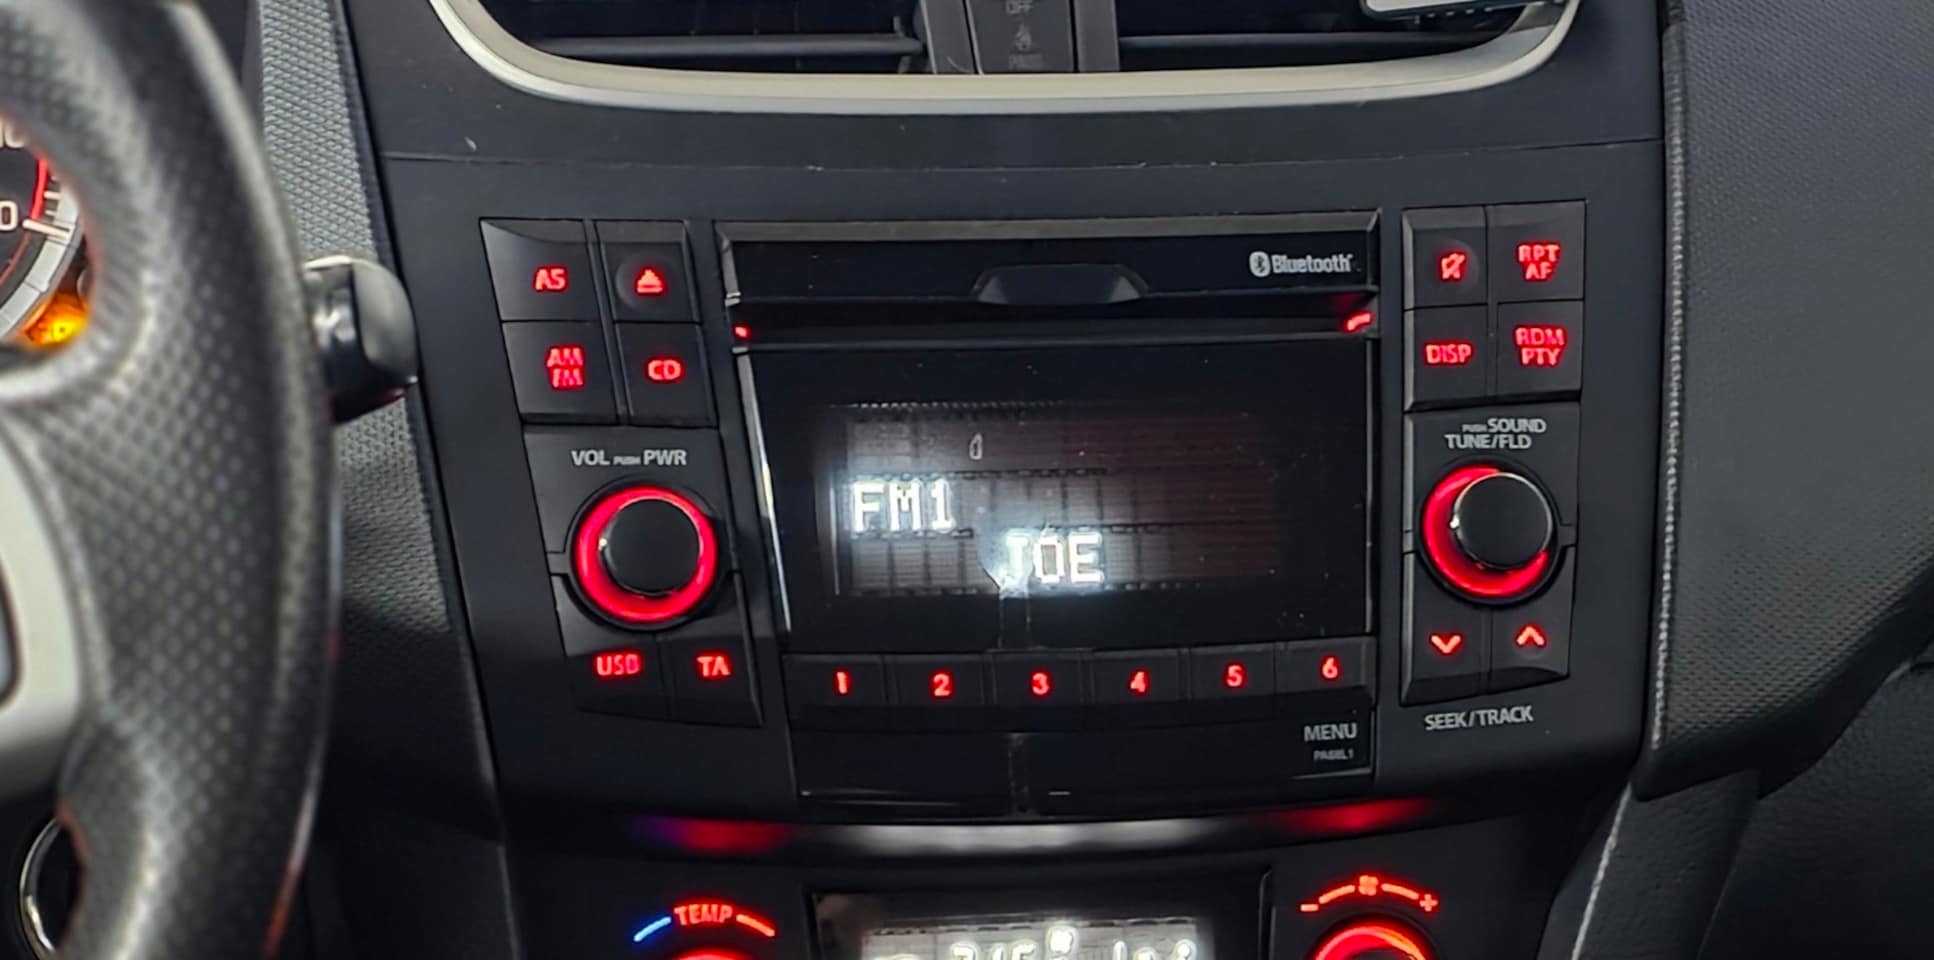 OFF
Bluetooth
AS
RPT
AF
AM
FM
CD
DISP
RDM
PTY
VOL PUSH PWR
PUSH SOUND
TUNE/FLD
FM1
JOE
USB
TA
1
2
3
4
5
6
SEEK/TRACK
MENU
TEMP